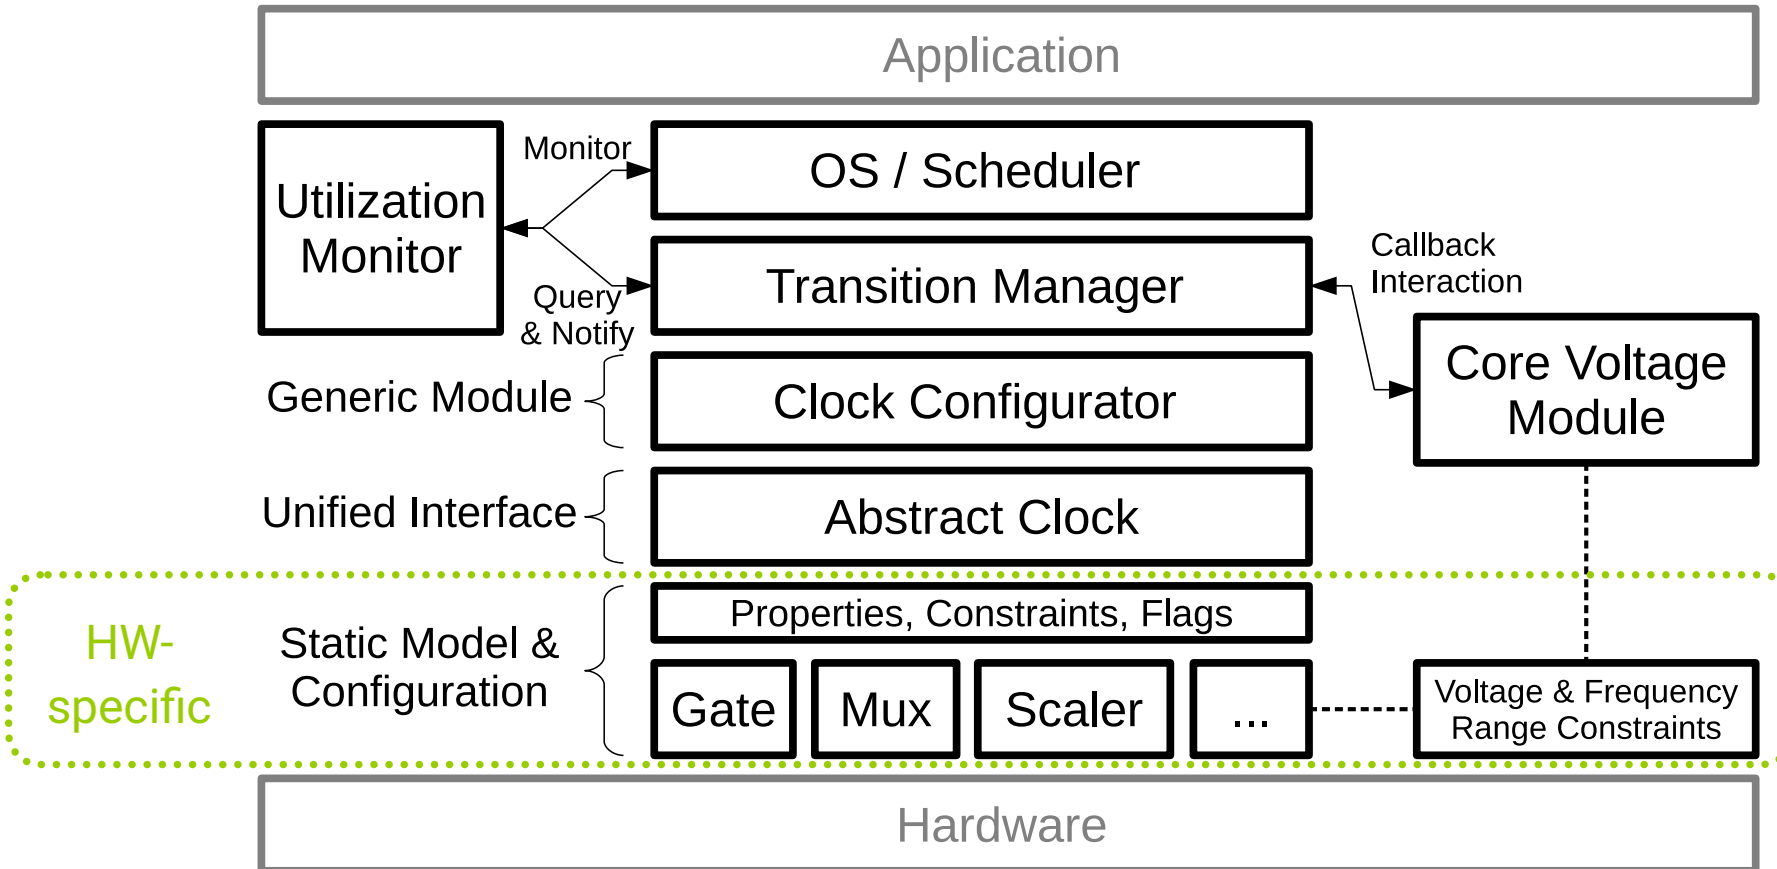 Application
Utilization
Monitor
Monitor
OS / Scheduler
Query
& Notify
Transition Manager
Callback
Interaction
Core Voltage
Module
Generic Module
Clock Configurator
Unified Interface
Abstract Clock
HW-
specific
Static Model &
Configuration
Properties, Constraints, Flags
Gate
Mux
Scaler
...
Voltage & Frequency
Range Constraints
Hardware